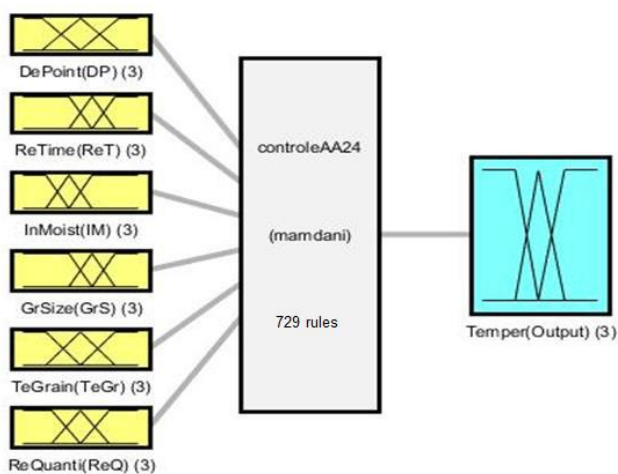 DePoint(DP) (3)
ReTime(ReT) (3)
InMoist(IM) (3)
GrSize(GrS) (3)
TeGrain(TeGr) (3)
ReQuanti(ReQ) (3)
controleAA24
(mamdani)
729 rules
Temper(Output) (3)